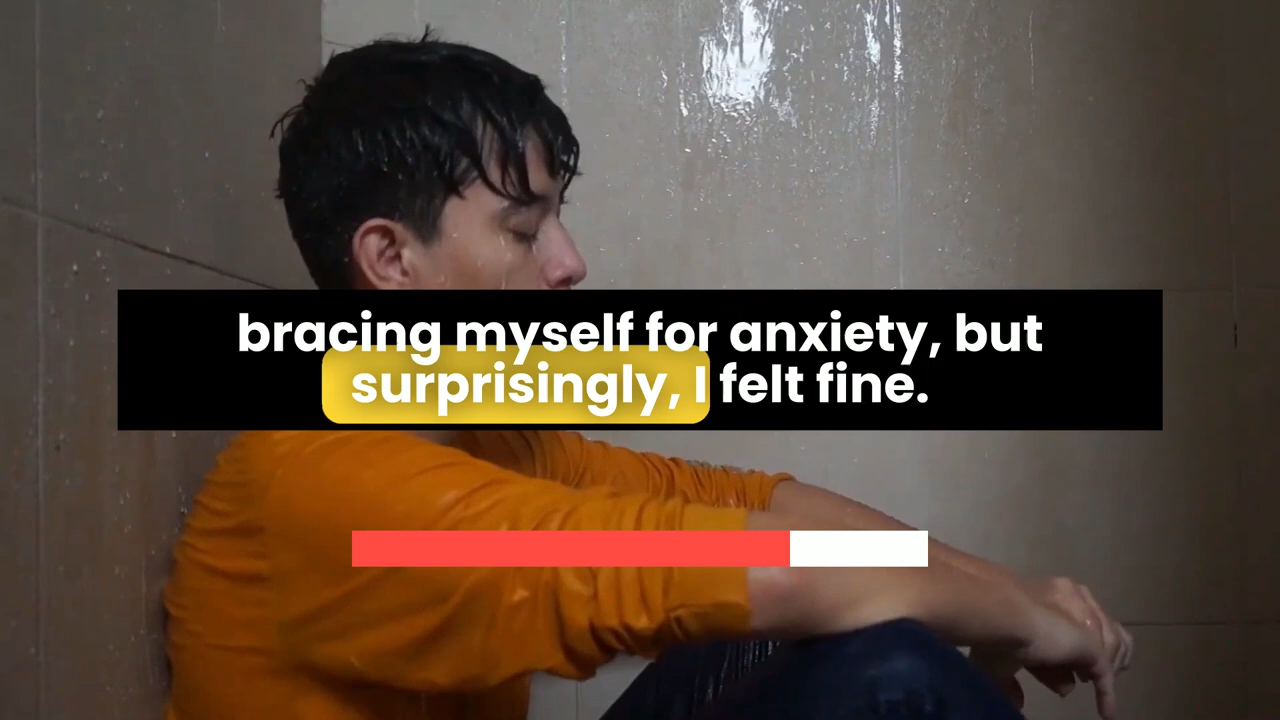 bracing myself for anxiety, but
surprisingly, I felt fine.